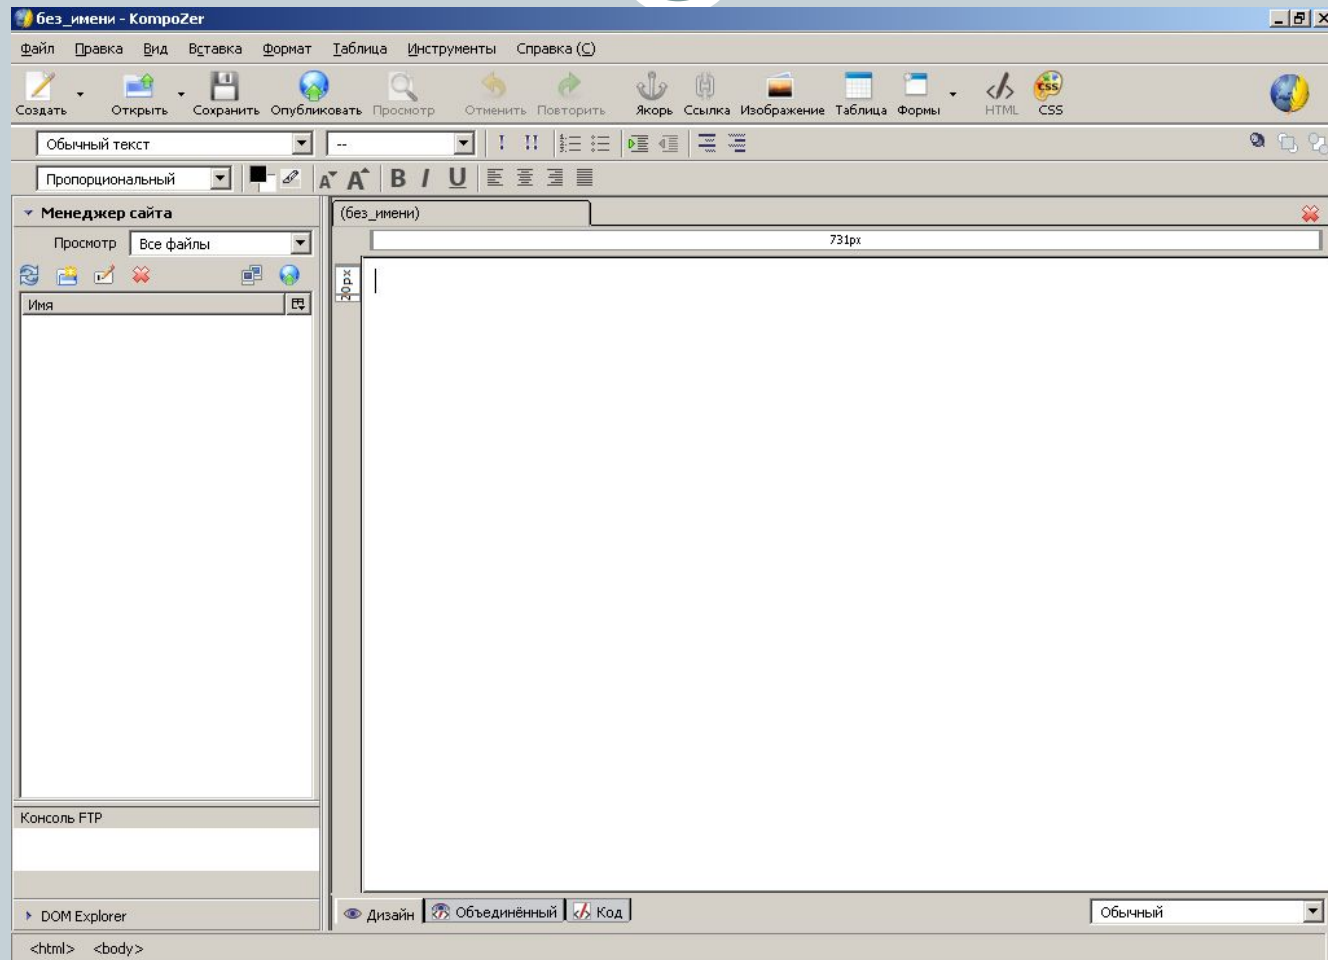 без_имени - KompoZer
Файл Правка Вид Вставка Формат Таблица Инструменты Справка (С)
Создать Открыть Сохранить Опубликовать Просмотр Отменить Повторить Якорь Ссылка Изображение Таблица Формы HTML CSS
Обычный текст --
Пропорциональный A A B I U
Менеджер сайта
(без_имени)
Просмотр Все файлы
731px
20px
Имя
Консоль FTP
DOM Explorer
Дизайн Объединённый Код Обычный
<html> <body>